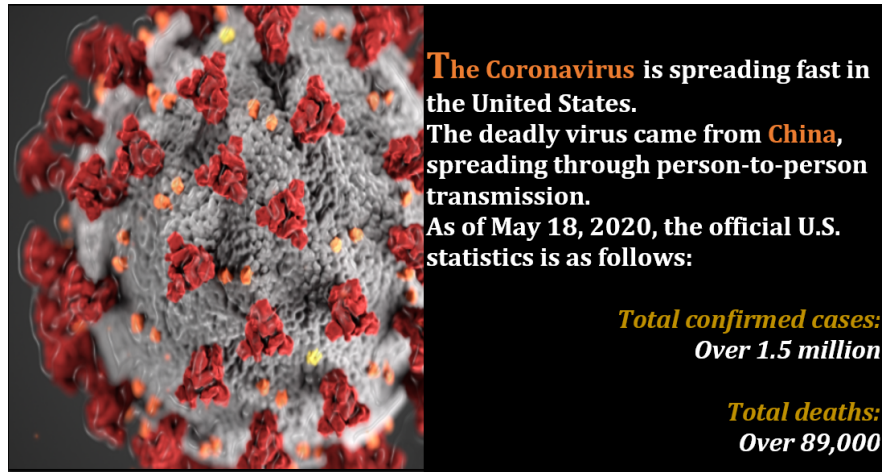 The Coronavirus is spreading fast in
the United States.
The deadly virus came from China,
spreading through person-to-person
transmission.
As of May 18, 2020, the official U.S.
statistics is as follows:
Total confirmed cases:
Over 1.5 million
Total deaths:
Over 89,000